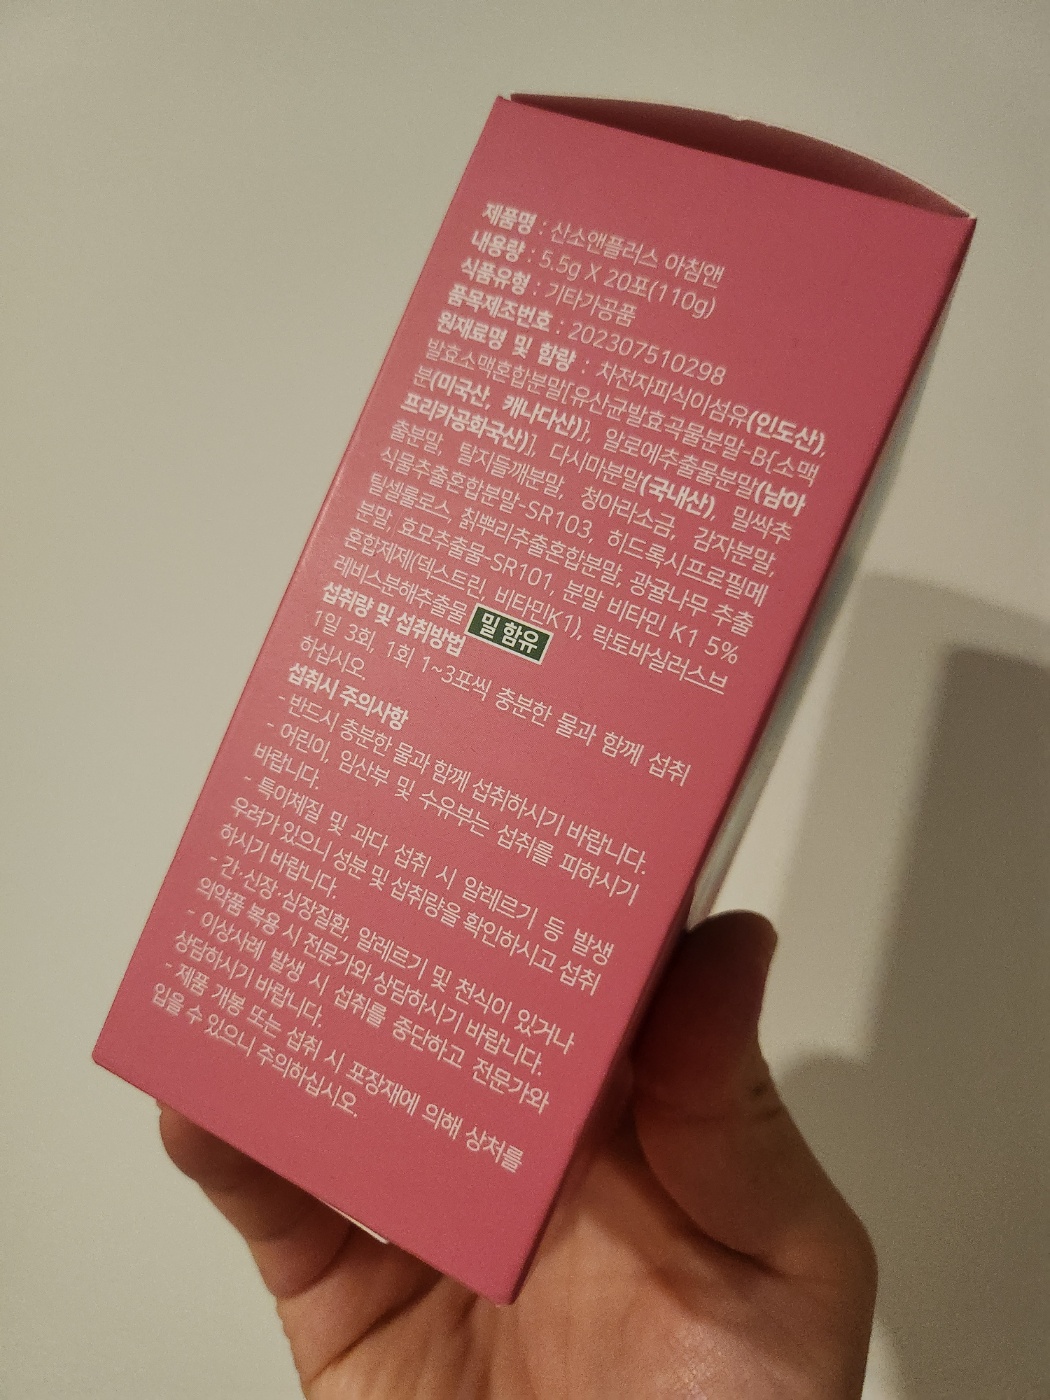 제품명 : 산소앤플러스 아침앤
내용량 : 5.5g X 20포(110g)
식품유형 : 기타가공품
품목제조번호 : 202307510298
원재료명 및 함량 : 차전자피식이섬유(인도산),
발효소맥혼합분말[유산균발효곡물분말-B[소맥
분(미국산, 캐나다산)], 알로에추출물분말(남아
프리카공화국산)], 다시마분말(국내산), 밀싹추
출분말, 탈지들깨분말, 정아리소금, 감자분말,
식물추출혼합분말-SR103, 히드록시프로필메
틸셀룰로스, 칡뿌리추출혼합분말, 광귤나무 추출
분말, 효모추출물-SR101, 분말 비타민 K1 5%
혼합제제(덱스트린, 비타민K1), 락토바실러스브
레비스분해추출물 밀 함유
섭취량 및 섭취방법
1일 3회, 1회 1~3포씩 충분한 물과 함께 섭취
하십시오.
섭취시 주의사항
- 반드시 충분한 물과 함께 섭취하시기 바랍니다.
- 어린이, 임산부 및 수유부는 섭취를 피하시기
바랍니다.
- 특이체질 및 과다 섭취 시 알레르기 등 발생
우려가 있으니 성분 및 섭취량을 확인하시고 섭취
하시기 바랍니다.
- 간·신장·심장질환, 알레르기 및 천식이 있거나
의약품 복용 시 전문가와 상담하시기 바랍니다.
- 이상사례 발생 시 섭취를 중단하고 전문가와
상담하시기 바랍니다.
- 제품 개봉 또는 섭취 시 포장재에 의해 상처를
입을 수 있으니 주의하십시오.